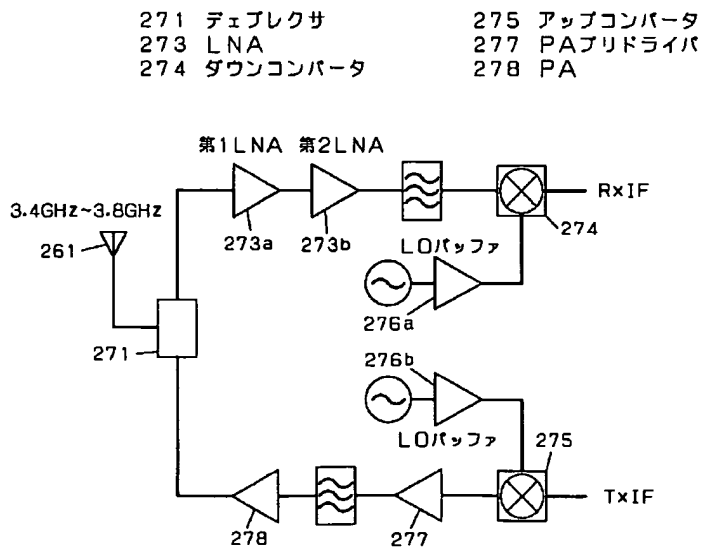 271 デュプレクサ
273 LNA
274 ダウンコンバータ
275 アップコンバータ
277 PAプリドライバ
278 PA
第1LNA 第2LNA
3.4GHz~3.8GHz
261
273a
273b
RxIF
274
LOバッファ
276a
271
276b
LOバッファ
275
TxIF
278
277